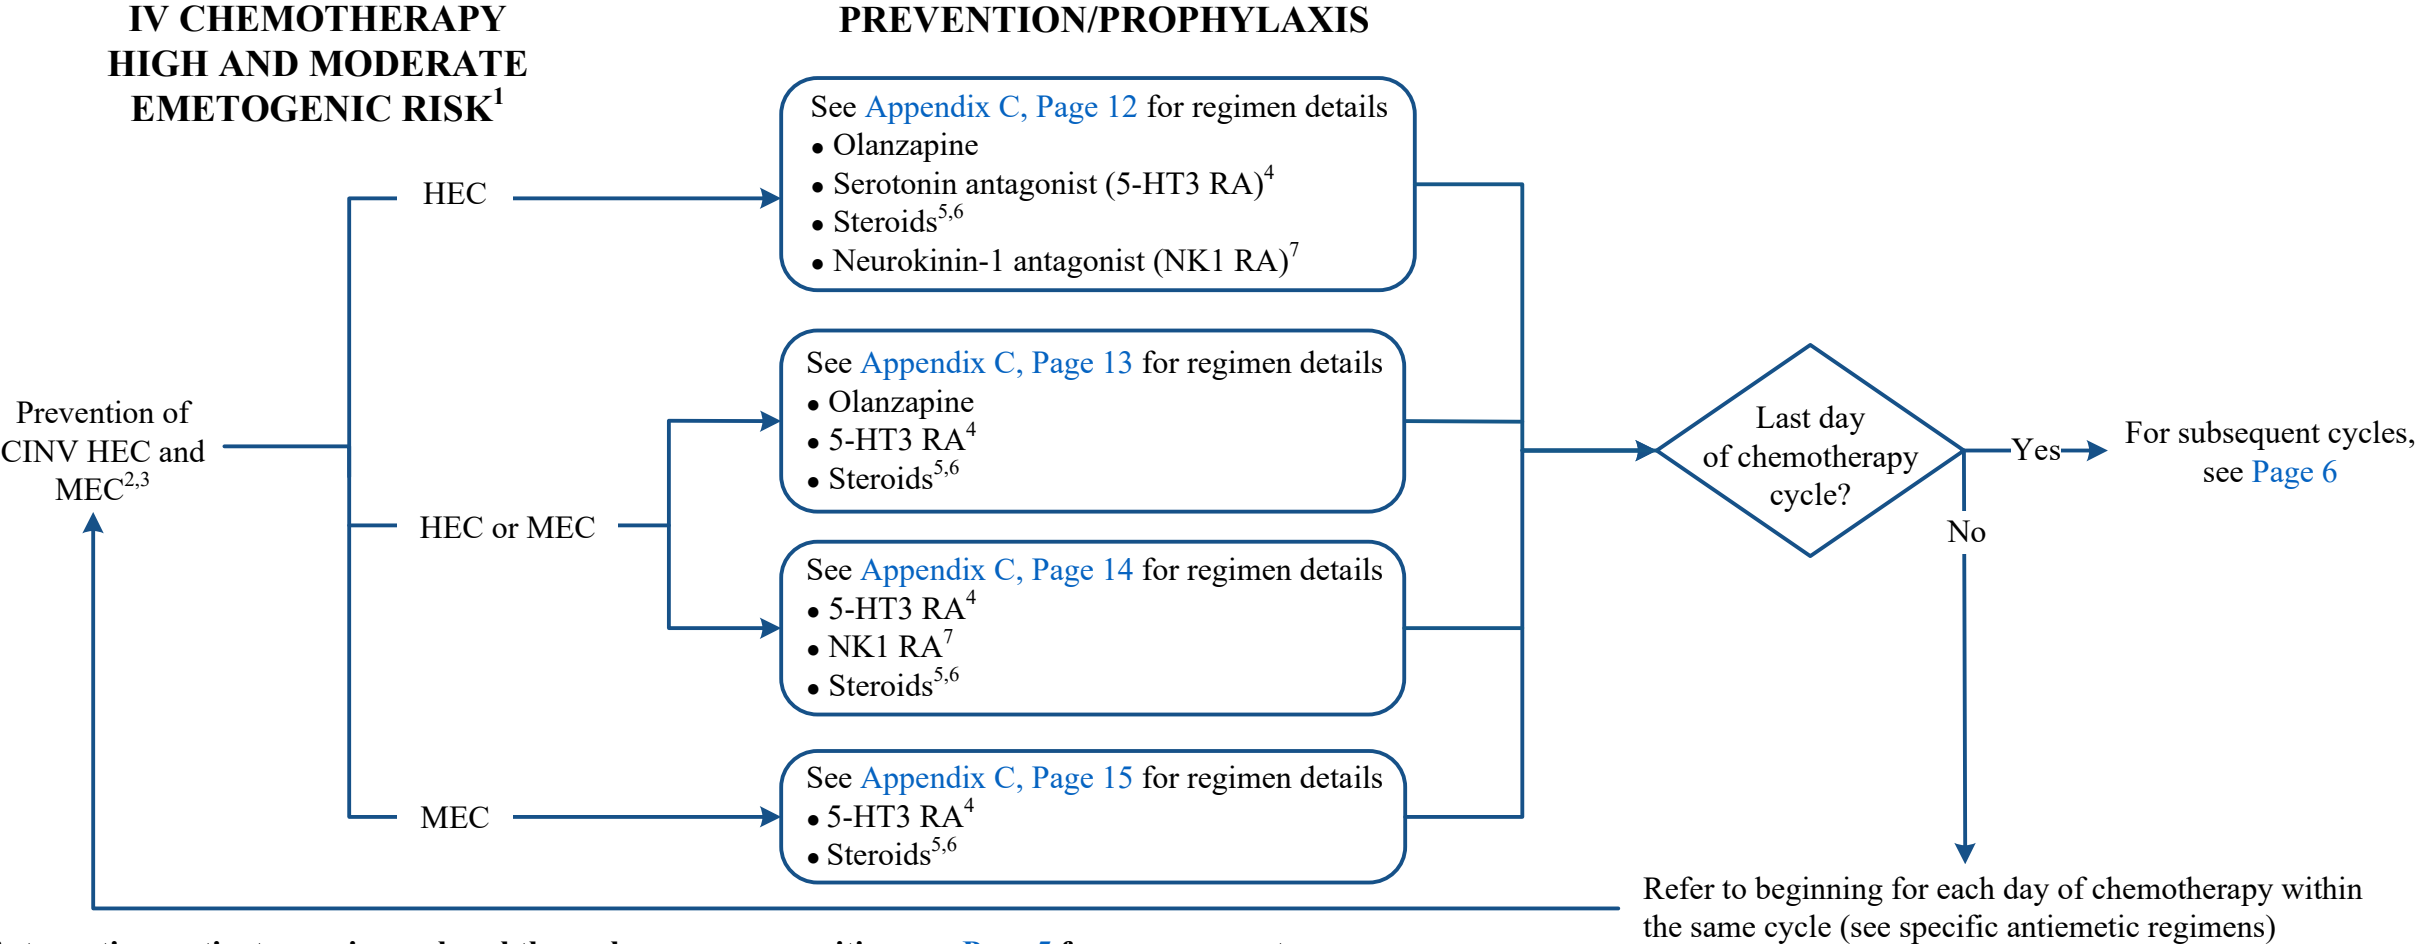 IV CHEMOTHERAPY
HIGH AND MODERATE
EMETOGENIC RISK1
PREVENTION/PROPHYLAXIS
Prevention of
CINV HEC and
MEC2,3
HEC
See Appendix C, Page 12 for regimen details
• Olanzapine
• Serotonin antagonist (5-HT3 RA)4
• Steroids5,6
• Neurokinin-1 antagonist (NK1 RA)7
HEC or MEC
See Appendix C, Page 13 for regimen details
• Olanzapine
• 5-HT3 RA4
• Steroids5,6
See Appendix C, Page 14 for regimen details
• 5-HT3 RA4
• NK1 RA7
• Steroids5,6
MEC
See Appendix C, Page 15 for regimen details
• 5-HT3 RA4
• Steroids5,6
Last day
of chemotherapy
cycle?
Yes
For subsequent cycles,
see Page 6
No
Refer to beginning for each day of chemotherapy within
the same cycle (see specific antiemetic regimens)